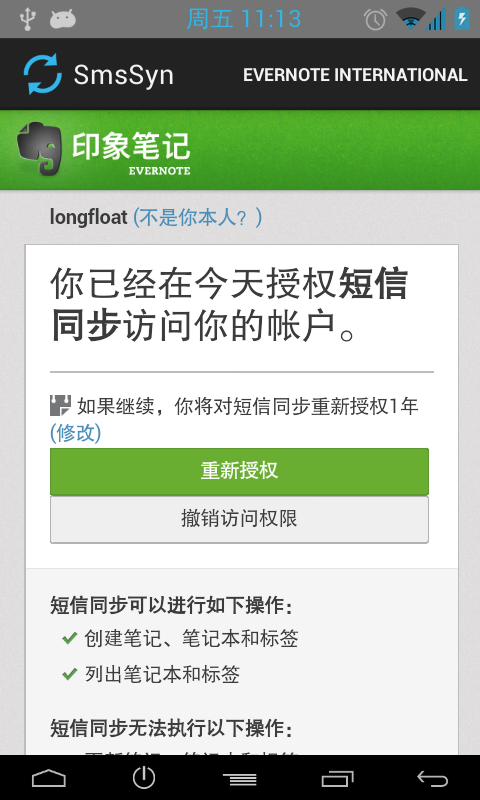 周五 11:13
SmsSyn
EVERNOTE INTERNATIONAL
印象笔记
EVERNOTE
longfloat (不是你本人？)
你已经在今天授权短信
同步访问你的帐户。
如果继续，你将对短信同步重新授权1年
(修改)
重新授权
撤销访问权限
短信同步可以进行如下操作：
创建笔记、笔记本和标签
列出笔记本和标签
短信同步无法执行以下操作：